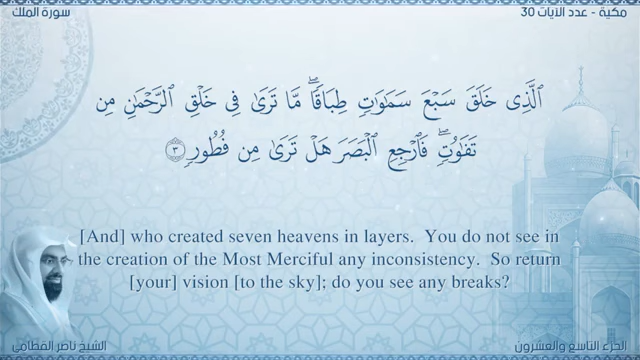 مكية - عدد الآيات 30
سورة الملك
ٱلَّذِى خَلَقَ سَبْعَ سَمَٰوَٰتٍ طِبَاقًا ۖ مَّا تَرَىٰ فِى خَلْقِ ٱلرَّحْمَٰنِ مِن
تَفَٰوُتٍ ۖ فَٱرْجِعِ ٱلْبَصَرَ هَلْ تَرَىٰ مِن فُطُورٍ ٣
[And] who created seven heavens in layers. You do not see in
the creation of the Most Merciful any inconsistency. So return
[your] vision [to the sky]; do you see any breaks?
الجزء التاسع والعشرون
الشيخ ناصر القطامي